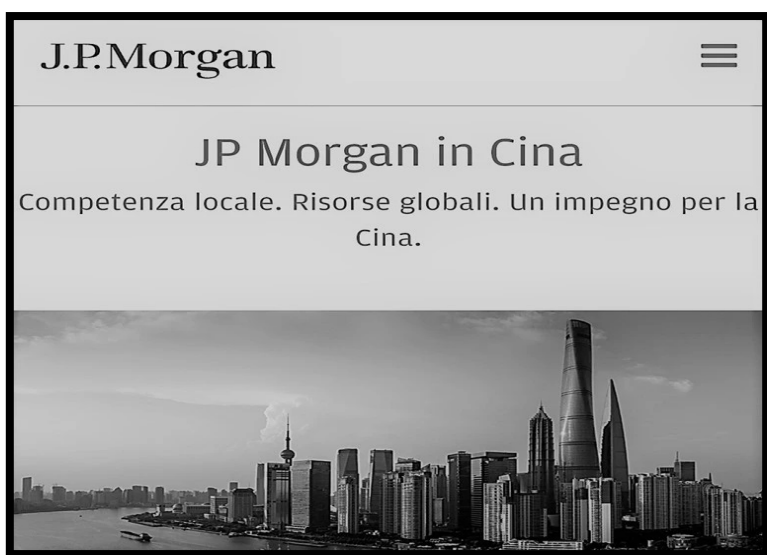 J.P.Morgan
JP Morgan in Cina
Competenza locale. Risorse globali. Un impegno per la
Cina.